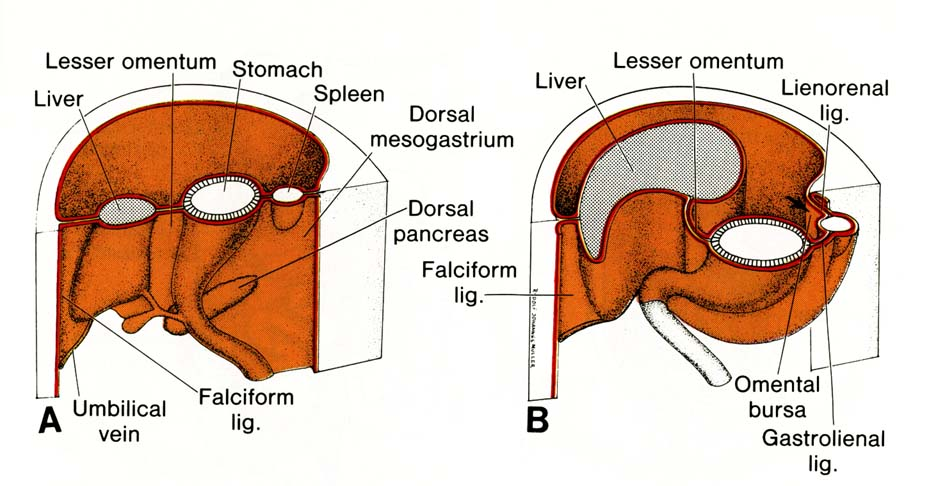 Lesser omentum
Stomach
Liver
Spleen
Dorsal
mesogastrium
Dorsal
pancreas
Falciform
lig.
Umbilical
vein
A
Lesser omentum
Liver
Lienorenal
lig.
Falciform
lig.
Omental
bursa
Gastrolienal
lig.
B